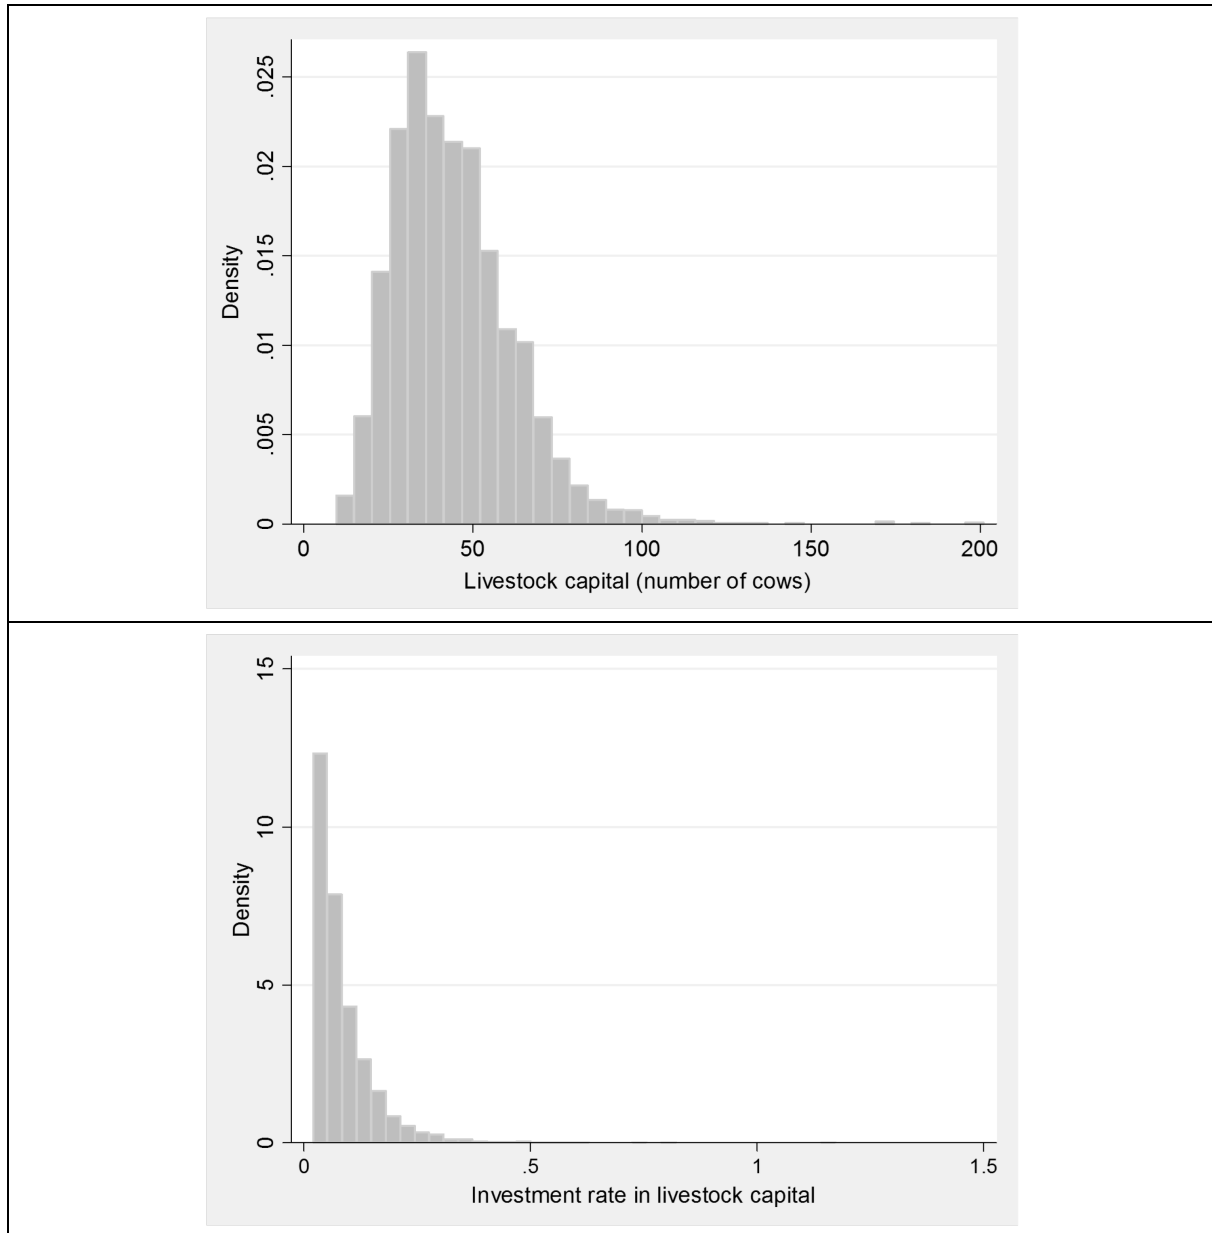 .025
.02
.015
.01
.005
0
Density
0 50 100 150 200
Livestock capital (number of cows)
15
10
5
0
Density
0 .5 1 1.5
Investment rate in livestock capital